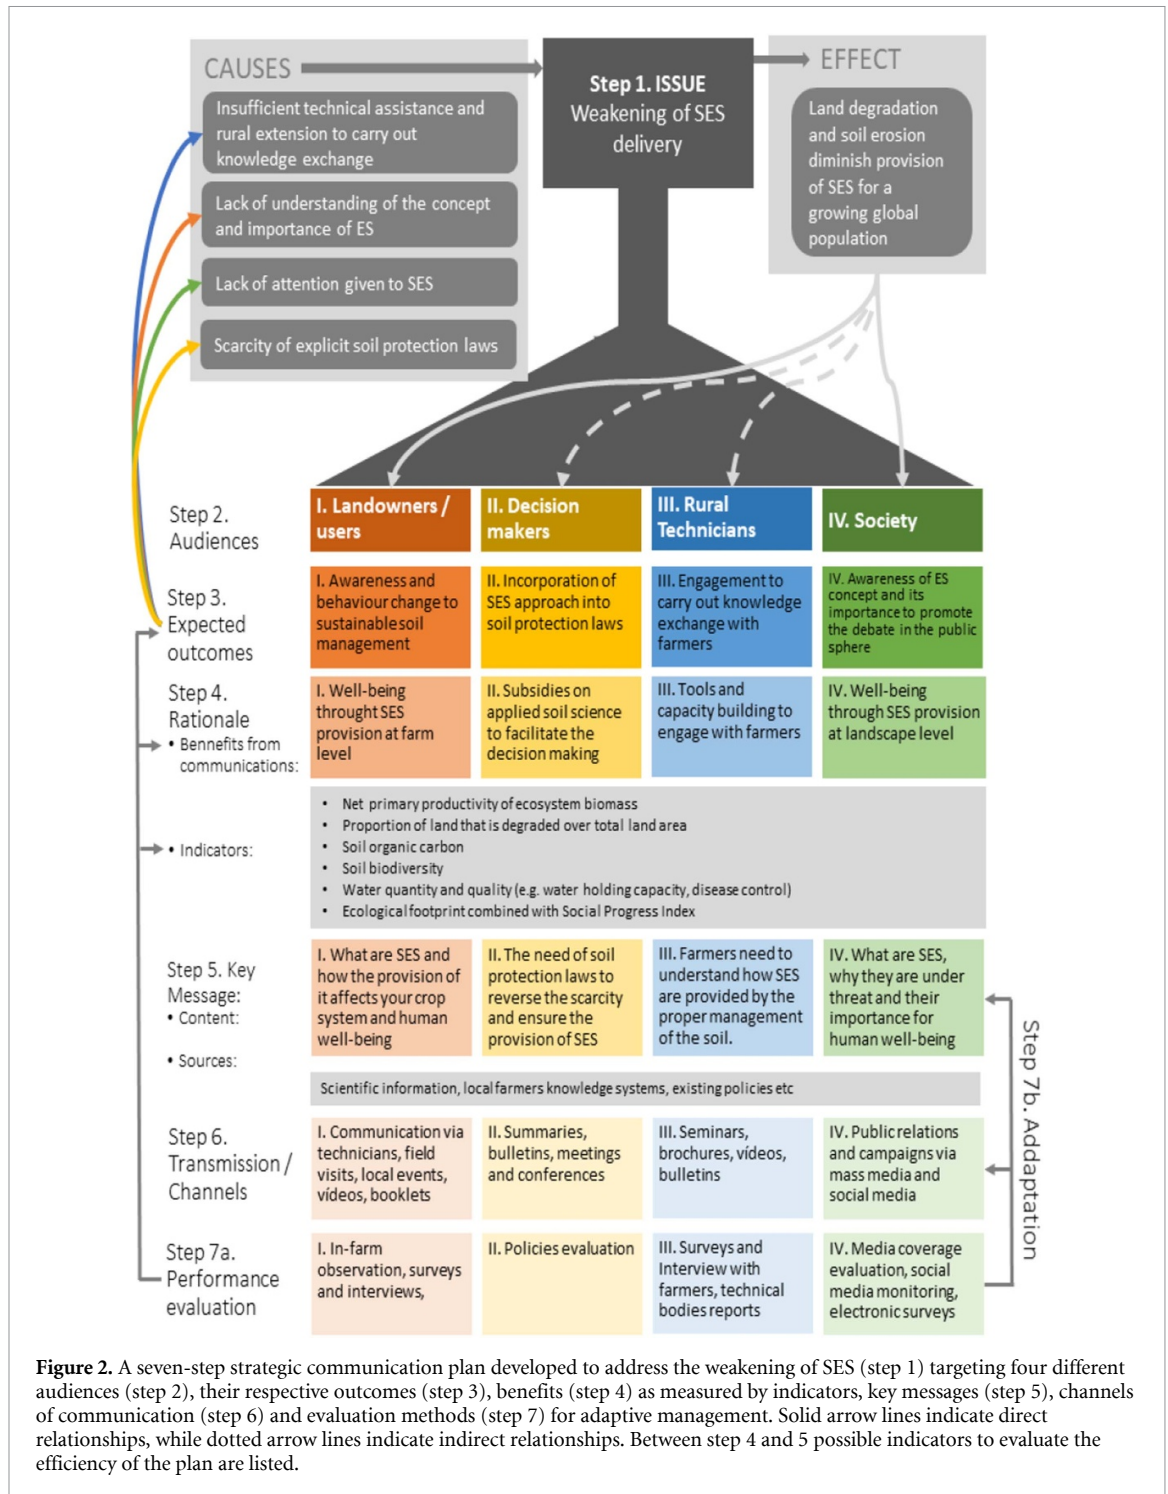 CAUSES
Insufficient technical assistance and
rural extension to carry out
knowledge exchange
Lack of understanding of the concept
and importance of ES
Lack of attention given to SES
Scarcity of explicit soil protection laws
Step 1. ISSUE
Weakening of SES
delivery
EFFECT
Land degradation
and soil erosion
diminish provision
of SES for a
growing global
population
Step 2.
Audiences
I. Landowners /
users
II. Decision
makers
III. Rural
Technicians
IV. Society
Step 3.
Expected
outcomes
I. Awareness and
behaviour change to
sustainable soil
management
II. Incorporation of
SES approach into
soil protection laws
III. Engagement to
carry out knowledge
exchange with
farmers
IV. Awareness of ES
concept and its
importance to promote
the debate in the public
sphere
Step 4.
Rationale
• Bennefits from
communications:
I. Well-being
throught SES
provision at farm
level
II. Subsidies on
applied soil science
to facilitate the
decision making
III. Tools and
capacity building to
engage with farmers
IV. Well-being
through SES provision
at landscape level
• Indicators:
• Net primary productivity of ecosystem biomass
• Proportion of land that is degraded over total land area
• Soil organic carbon
• Soil biodiversity
• Water quantity and quality (e.g. water holding capacity, disease control)
• Ecological footprint combined with Social Progress Index
Step 5. Key
Message:
• Content:
• Sources:
I. What are SES and
how the provision of
it affects your crop
system and human
well-being
II. The need of soil
protection laws to
reverse the scarcity
and ensure the
provision of SES
III. Farmers need to
understand how SES
are provided by the
proper management
of the soil.
IV. What are SES,
why they are under
threat and their
importance for
human well-being
Scientific information, local farmers knowledge systems, existing policies etc
Step 6.
Transmission /
Channels
I. Communication via
technicians, field
visits, local events,
vídeos, booklets
II. Summaries,
bulletins, meetings
and conferences
III. Seminars,
brochures, vídeos,
bulletins
IV. Public relations
and campaigns via
mass media and
social media
Step 7a.
Performance
evaluation
I. In-farm
observation, surveys
and interviews,
II. Policies evaluation
III. Surveys and
Interview with
farmers, technical
bodies reports
IV. Media coverage
evaluation, social
media monitoring,
electronic surveys
Step 7b. Adaptation
Figure 2. A seven-step strategic communication plan developed to address the weakening of SES (step 1) targeting four different
audiences (step 2), their respective outcomes (step 3), benefits (step 4) as measured by indicators, key messages (step 5), channels
of communication (step 6) and evaluation methods (step 7) for adaptive management. Solid arrow lines indicate direct
relationships, while dotted arrow lines indicate indirect relationships. Between step 4 and 5 possible indicators to evaluate the
efficiency of the plan are listed.